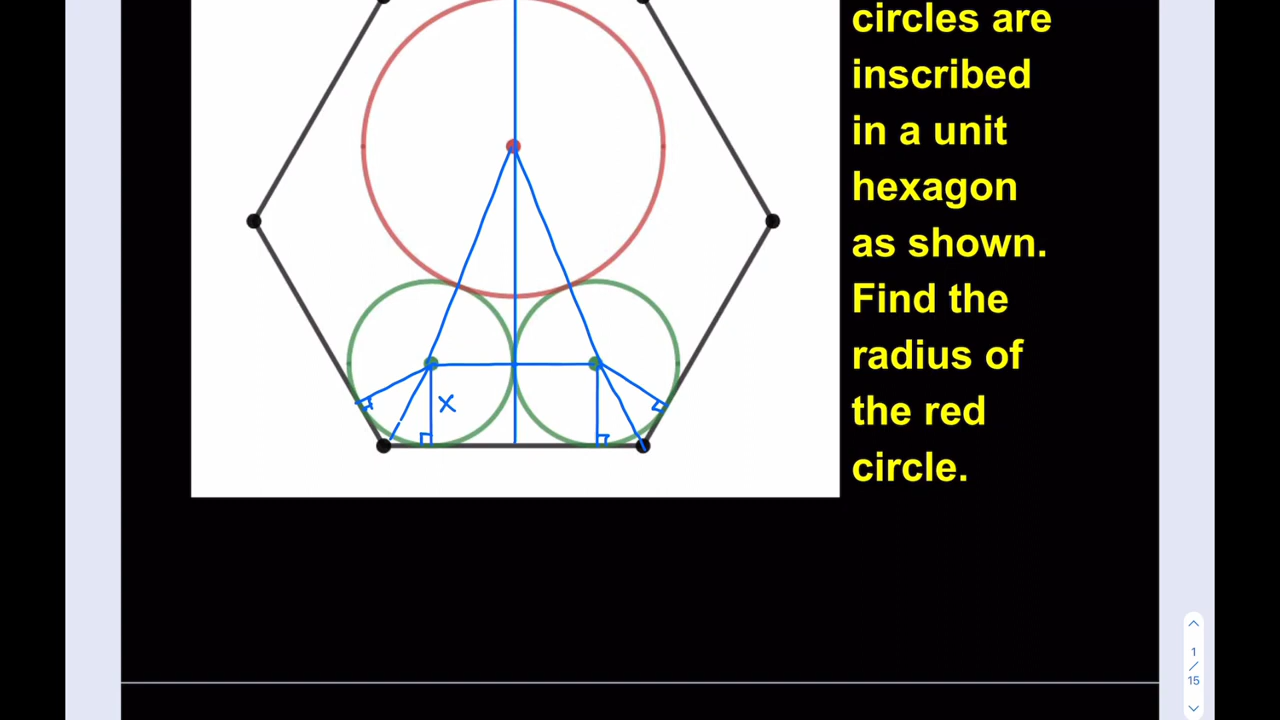 circles are
inscribed
in a unit
hexagon
as shown.
Find the
radius of
the red
circle.
x
1
/
15